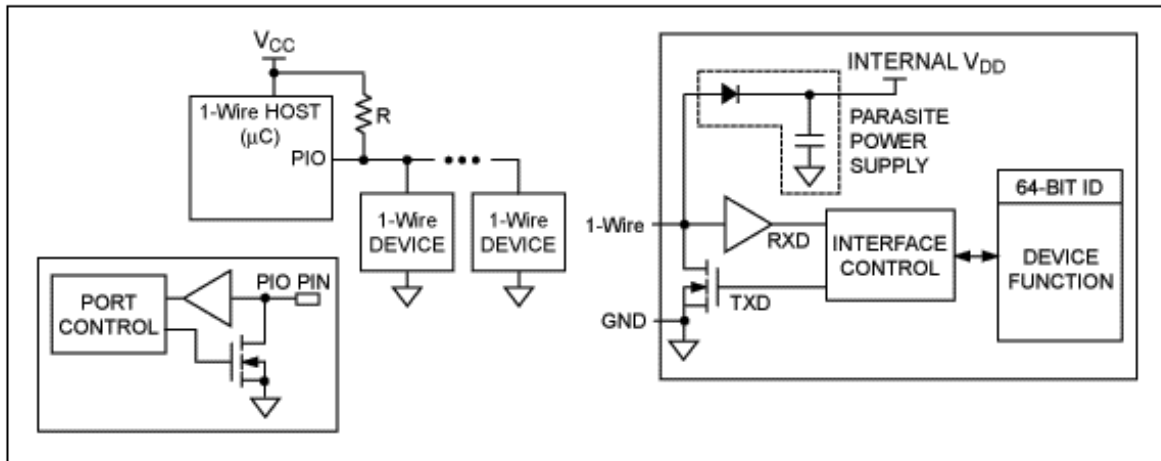 VCC
1-Wire HOST
(μC)
PIO
R
1-Wire
DEVICE
1-Wire
DEVICE
PORT
CONTROL
PIO PIN
INTERNAL VDD
PARASITE
POWER
SUPPLY
1-Wire
RXD
TXD
GND
INTERFACE
CONTROL
64-BIT ID
DEVICE
FUNCTION